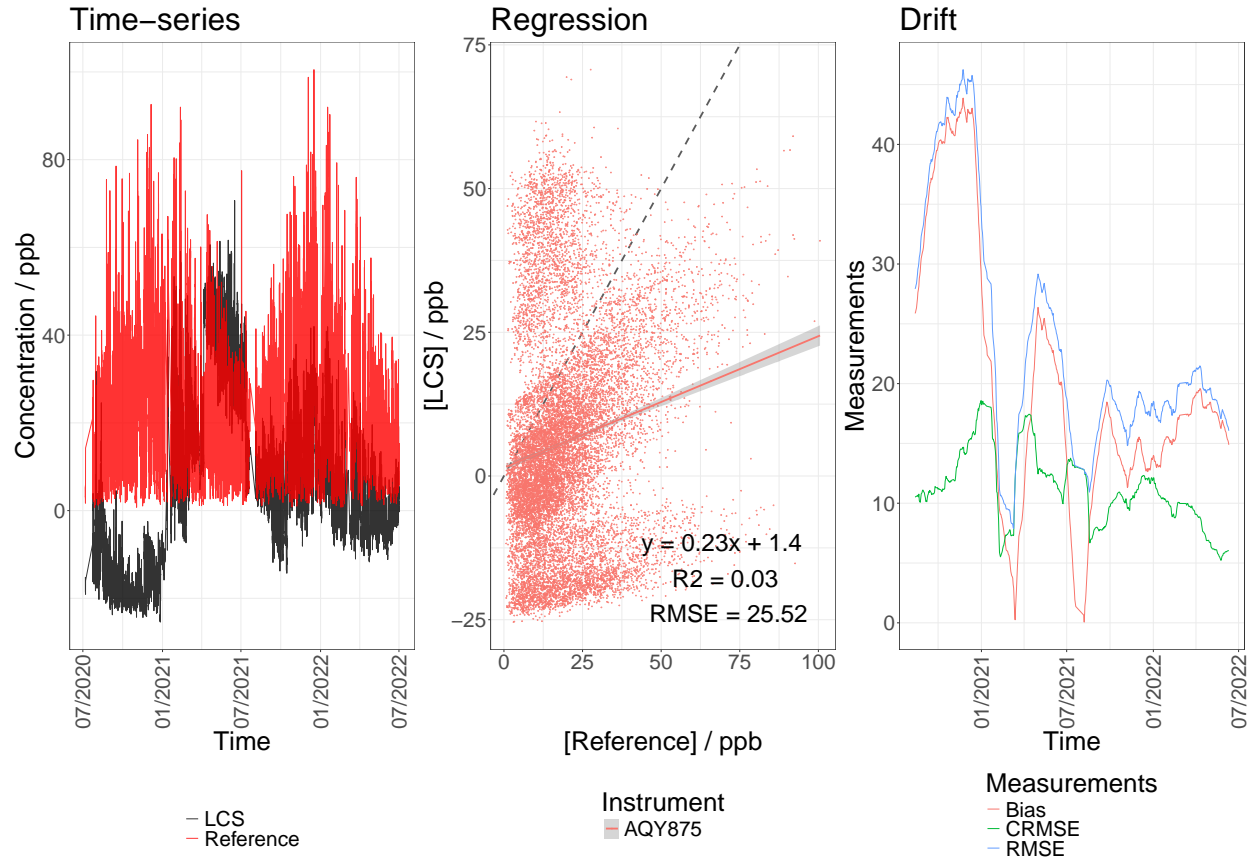 Time−series
Concentration / ppb
80
40
0
07/2020
01/2021
07/2021
01/2022
07/2022
Time
LCS
Reference
Regression
[LCS] / ppb
75
50
25
0
−25
y = 0.23x + 1.4
R2 = 0.03
RMSE = 25.52
0
25
50
75
100
[Reference] / ppb
Instrument
AQY875
Drift
Measurements
40
30
20
10
0
01/2021
07/2021
01/2022
07/2022
Time
Measurements
Bias
CRMSE
RMSE